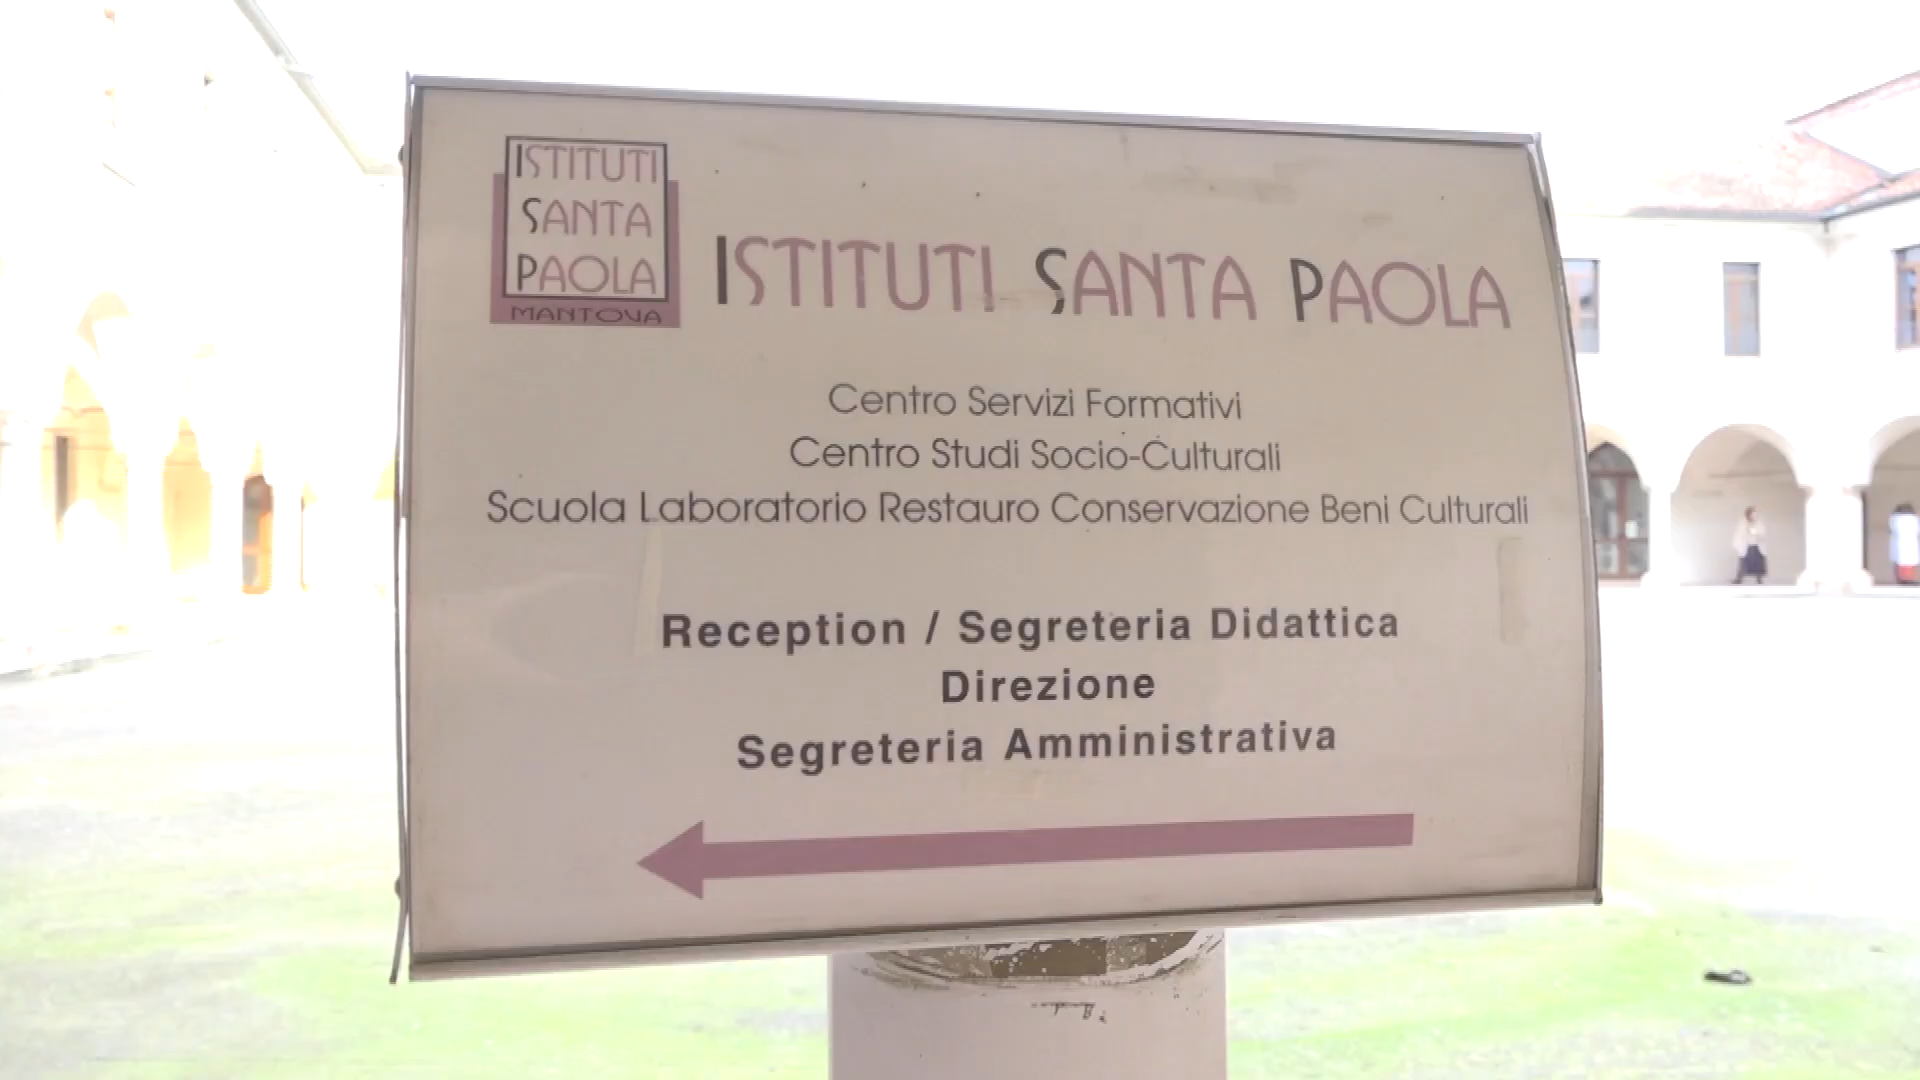 ISTITUTI
SANTA
PAOLA
MANTOVA
ISTITUTI SANTA PAOLA
Centro Servizi Formativi
Centro Studi Socio-Culturali
Scuola Laboratorio Restauro Conservazione Beni Culturali
Reception / Segreteria Didattica
Direzione
Segreteria Amministrativa